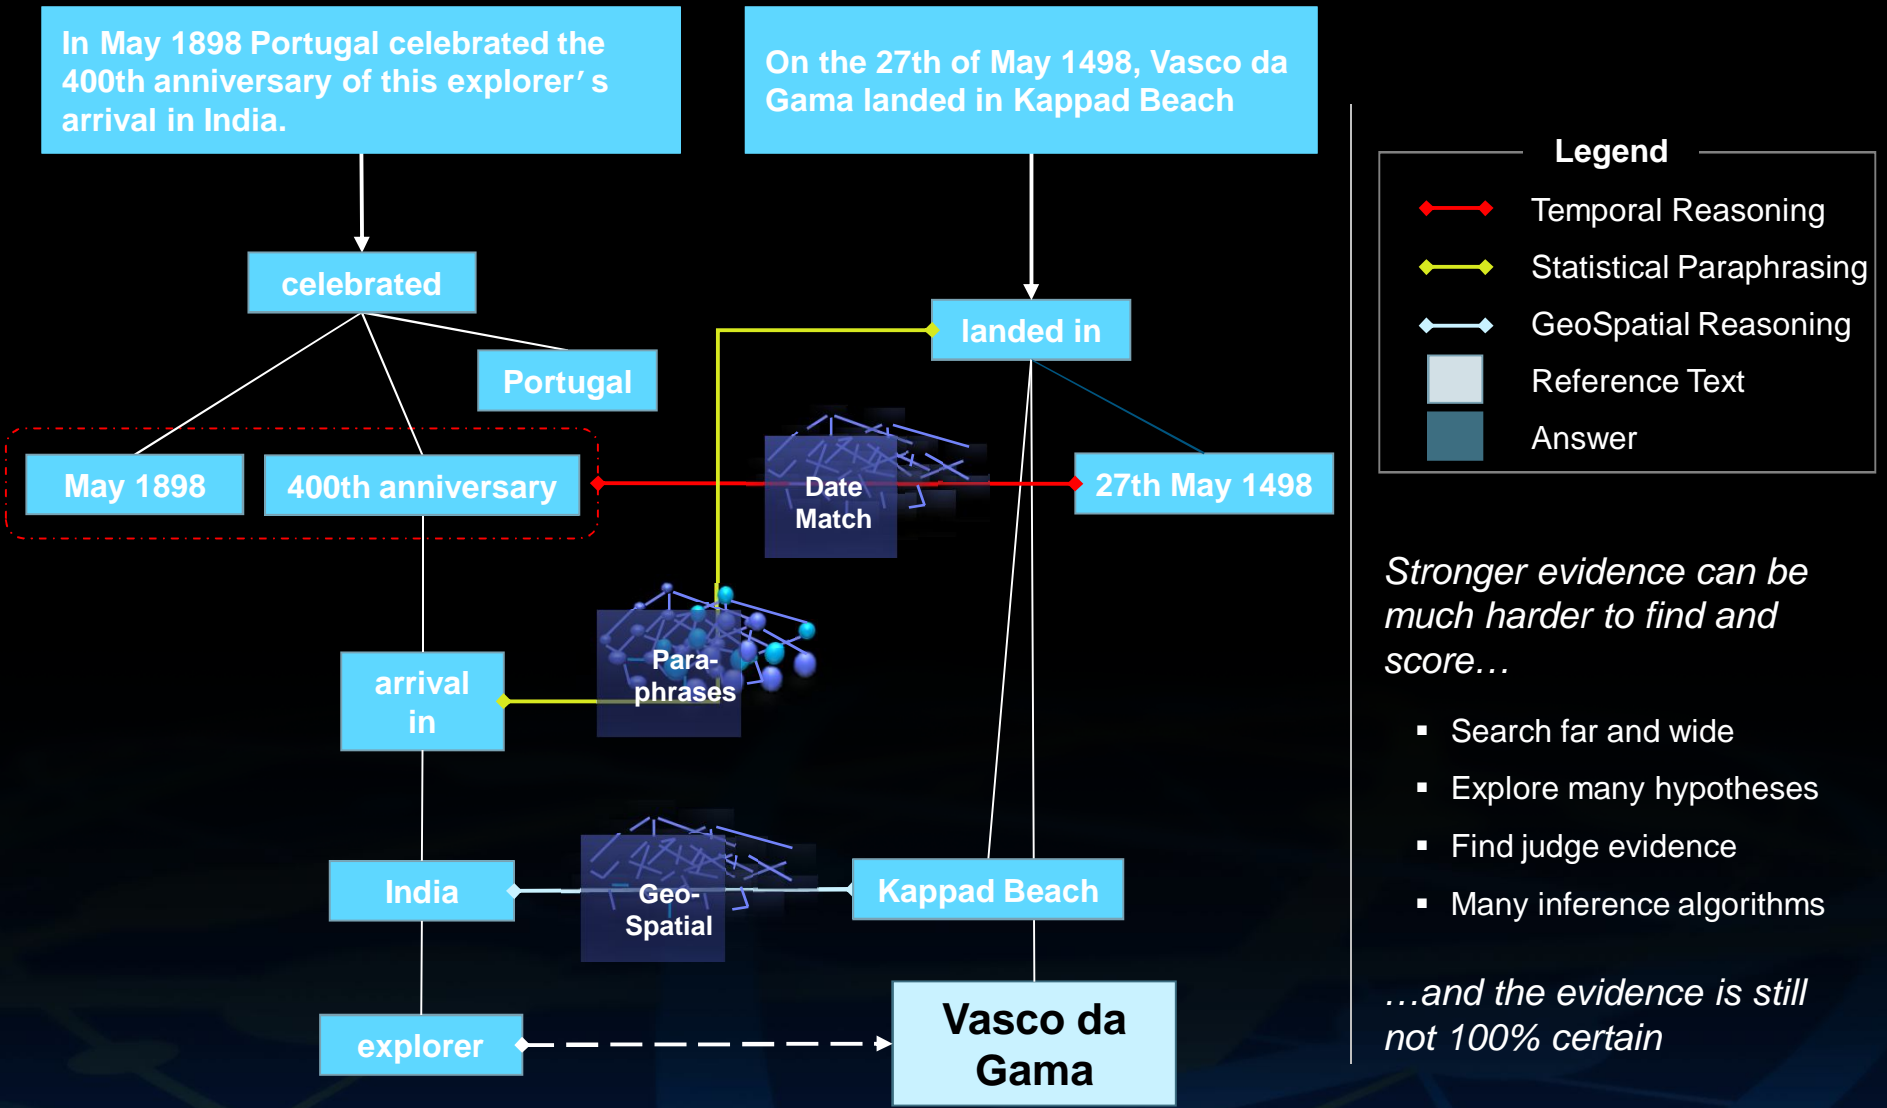 In May 1898 Portugal celebrated the
400th anniversary of this explorer’s
arrival in India.
On the 27th of May 1498, Vasco da
Gama landed in Kappad Beach
celebrated
Portugal
May 1898
400th anniversary
arrival
in
India
explorer
landed in
27th May 1498
Date
Match
Para-
phrases
Geo-
Spatial
Kappad Beach
Vasco da
Gama
Legend
Temporal Reasoning
Statistical Paraphrasing
GeoSpatial Reasoning
Reference Text
Answer
Stronger evidence can be
much harder to find and
score…
▪ Search far and wide
▪ Explore many hypotheses
▪ Find judge evidence
▪ Many inference algorithms
…and the evidence is still
not 100% certain